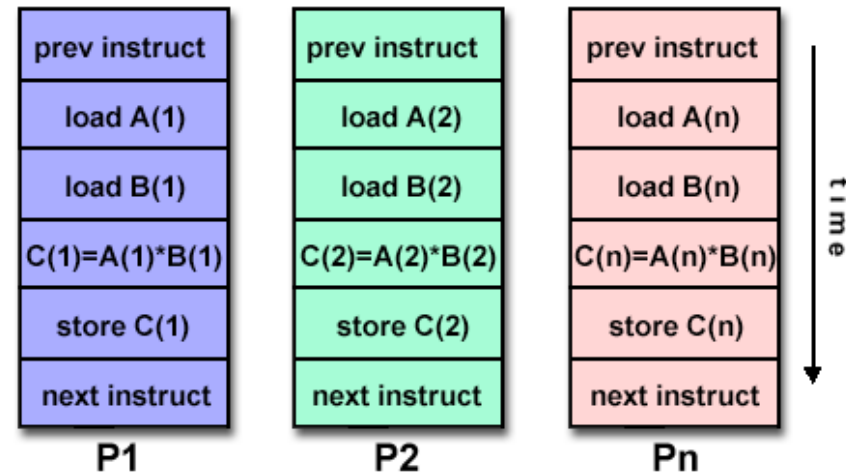 prev instruct
load A(1)
load B(1)
C(1)=A(1)*B(1)
store C(1)
next instruct
P1
prev instruct
load A(2)
load B(2)
C(2)=A(2)*B(2)
store C(2)
next instruct
P2
prev instruct
load A(n)
load B(n)
C(n)=A(n)*B(n)
store C(n)
next instruct
Pn
time